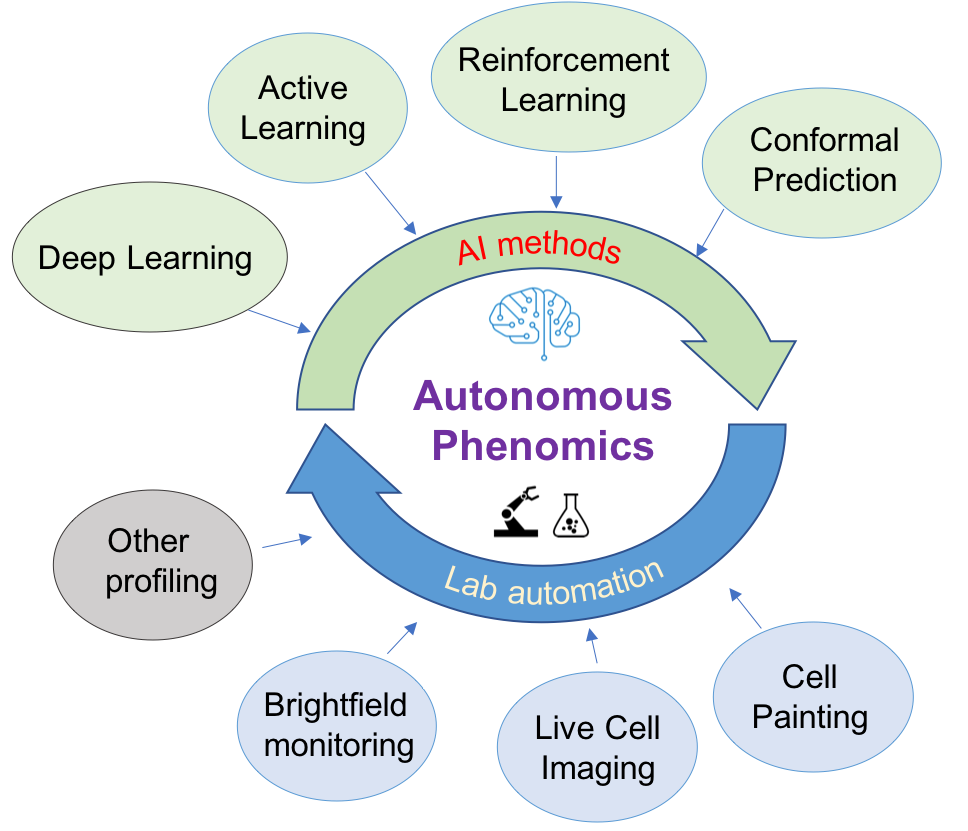 Reinforcement
Learning
Active
Learning
Conformal
Prediction
Deep Learning
AI methods
Autonomous
Phenomics
Other
profiling
Lab automation
Cell
Painting
Brightfield
monitoring
Live Cell
Imaging